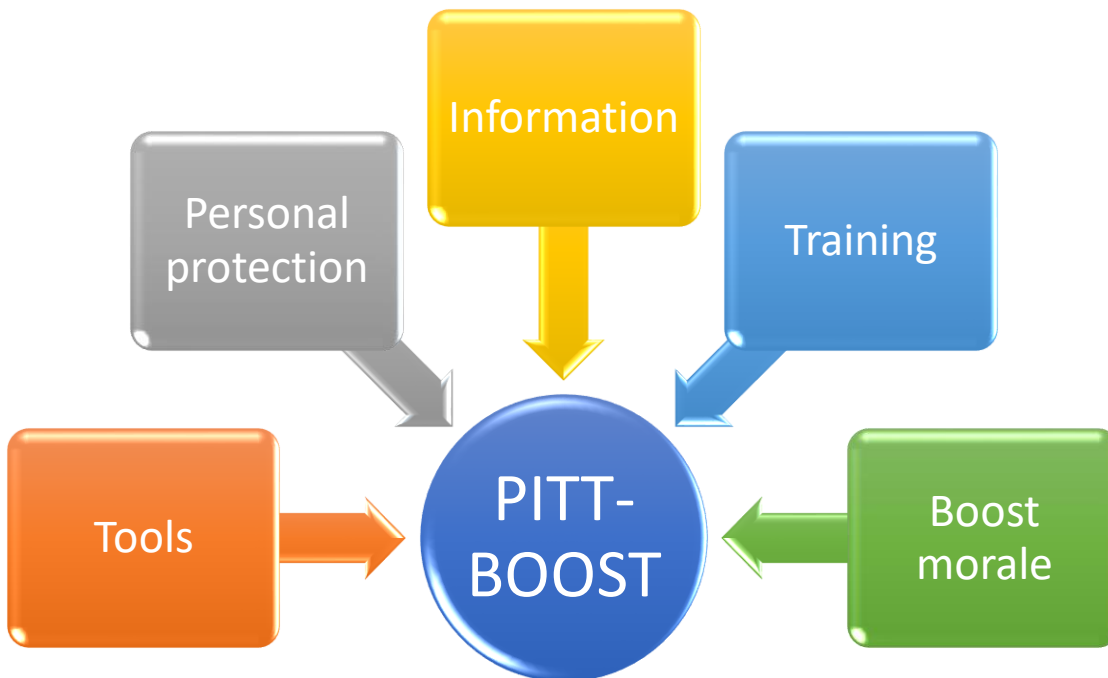 Information
Personal
protection
Training
Tools
PITT-
BOOST
Boost
morale